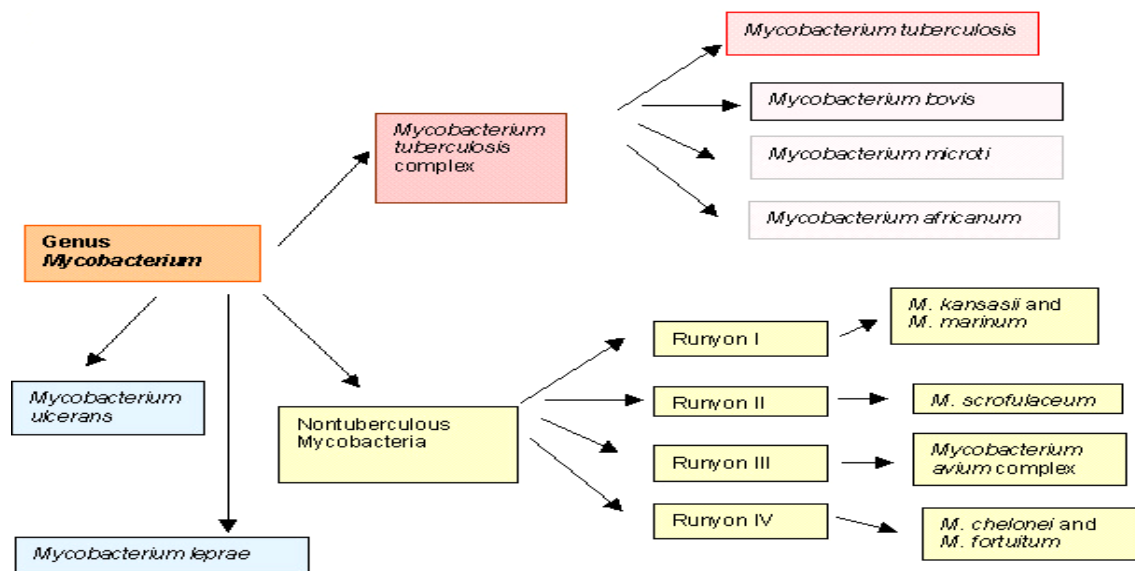 Mycobacterium tuberculosis
Mycobacterium bovis
Mycobacterium
tuberculosis
complex
Mycobacterium microti
Mycobacterium africanum
Genus
Mycobacterium
M. kansasii and
M. marinum
Runyon I
Mycobacterium
ulcerans
Nontuberculous
Mycobacteria
Runyon II
M. scrofulaceum
Runyon III
Mycobacterium
avium complex
Runyon IV
M. chelonei and
M. fortuitum
Mycobacterium leprae